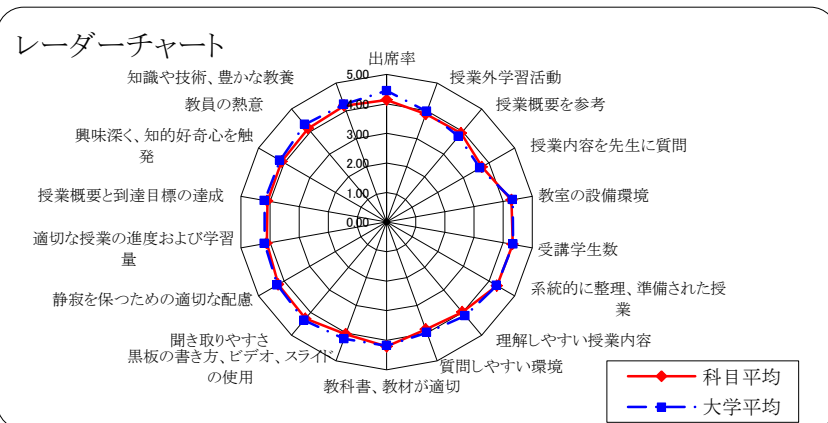 レーダーチャート
出席率
授業外学習活動
授業概要を参考
授業内容を先生に質問
教室の設備環境
受講学生数
系統的に整理、準備された授
業
理解しやすい授業内容
質問しやすい環境
教科書、教材が適切
黒板の書き方、ビデオ、スライド
の使用
聞き取りやすさ
静寂を保つための適切な配慮
適切な授業の進度および学習
量
授業概要と到達目標の達成
興味深く、知的好奇心を触
発
教員の熱意
知識や技術、豊かな教養
5.00
4.00
3.00
2.00
1.00
0.00
科目平均
大学平均